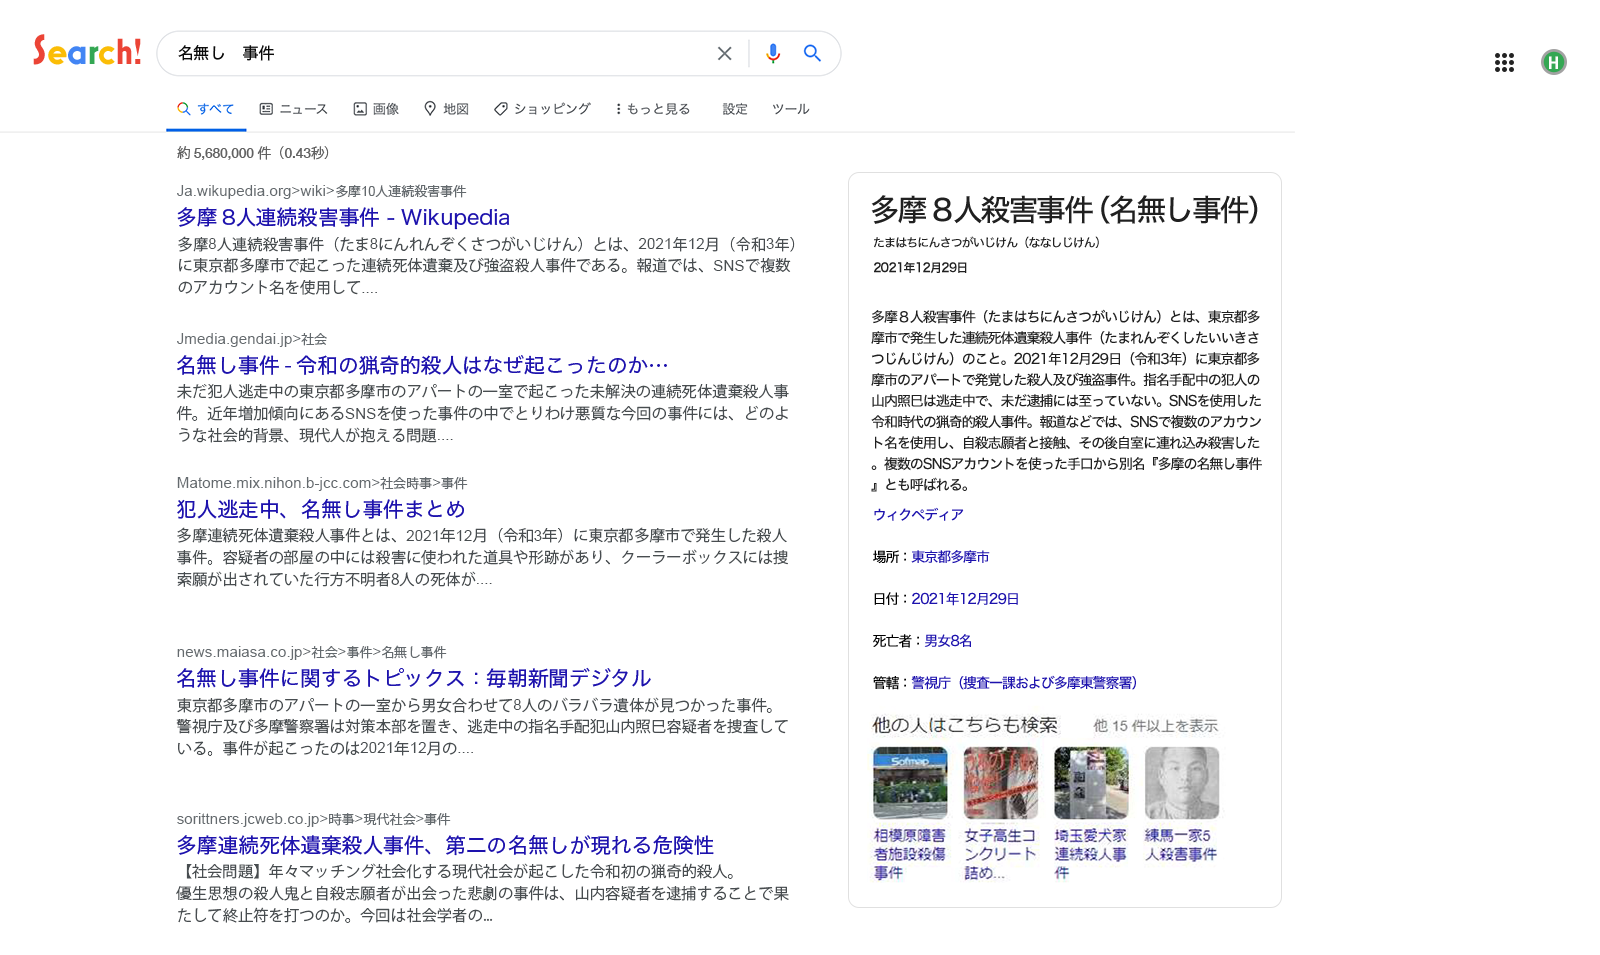 Search!
名無し　事件
すべて
ニュース
画像
地図
ショッピング
もっと見る
設定
ツール
H
約 5,680,000 件（0.43秒）
Ja.wikupedia.org>wiki>多摩10人連続殺害事件
多摩 8人連続殺害事件 - Wikupedia
多摩8人連続殺害事件（たま8にんれんぞくさつがいじけん）とは、2021年12月（令和3年）
に東京都多摩市で起こった連続死体遺棄及び強盗殺人事件である。報道では、SNSで複数
のアカウント名を使用して....
Jmedia.gendai.jp>社会
名無し事件 - 令和の猟奇的殺人はなぜ起こったのか…
未だ犯人逃走中の東京都多摩市のアパートの一室で起こった未解決の連続死体遺棄殺人事
件。近年増加傾向にあるSNSを使った事件の中でとりわけ悪質な今回の事件には、どのよ
うな社会的背景、現代人が抱える問題....
Matome.mix.nihon.b-jcc.com>社会時事>事件
犯人逃走中、名無し事件まとめ
多摩連続死体遺棄殺人事件とは、2021年12月（令和3年）に東京都多摩市で発生した殺人
事件。容疑者の部屋の中には殺害に使われた道具や形跡があり、クーラーボックスには捜
索願が出されていた行方不明者8人の死体が....
news.maiasa.co.jp>社会>事件>名無し事件
名無し事件に関するトピックス：毎朝新聞デジタル
東京都多摩市のアパートの一室から男女合わせて8人のバラバラ遺体が見つかった事件。
警視庁及び多摩警察署は対策本部を置き、逃走中の指名手配犯山内照巳容疑者を捜査して
いる。事件が起こったのは2021年12月の....
sorittners.jcweb.co.jp>時事>現代社会>事件
多摩連続死体遺棄殺人事件、第二の名無しが現れる危険性
【社会問題】年々マッチング社会化する現代社会が起こした令和初の猟奇的殺人。
優生思想の殺人鬼と自殺志願者が出会った悲劇の事件は、山内容疑者を逮捕することで果
たして終止符を打つのか。今回は社会学者の...
多摩８人殺害事件 (名無し事件)
たまはちにんさつがいじけん（ななしじけん）
2021年12月29日
多摩８人殺害事件（たまはちにんさつがいじけん）とは、東京都多
摩市で発生した連続死体遺棄殺人事件（たまれんぞくしたいいきさ
つじんじけん）のこと。2021年12月29日（令和3年）に東京都多
摩市のアパートで発覚した殺人及び強盗事件。指名手配中の犯人の
山内照巳は逃走中で、未だ逮捕には至っていない。SNSを使用した
令和時代の猟奇的殺人事件。報道などでは、SNSで複数のアカウン
ト名を使用し、自殺志願者と接触、その後自室に連れ込み殺害した
。複数のSNSアカウントを使った手口から別名『多摩の名無し事件
』とも呼ばれる。
ウィクペディア
場所：東京都多摩市
日付：2021年12月29日
死亡者：男女8名
管轄：警視庁（捜査一課および多摩東警察署）
他の人はこちらも検索
他 15 件以上を表示
Sofmap
相模原障害
者施設殺傷
事件
女子高生コ
ンクリート
詰め...
埼玉愛犬家
連続殺人事
件
練馬一家5
人殺害事件